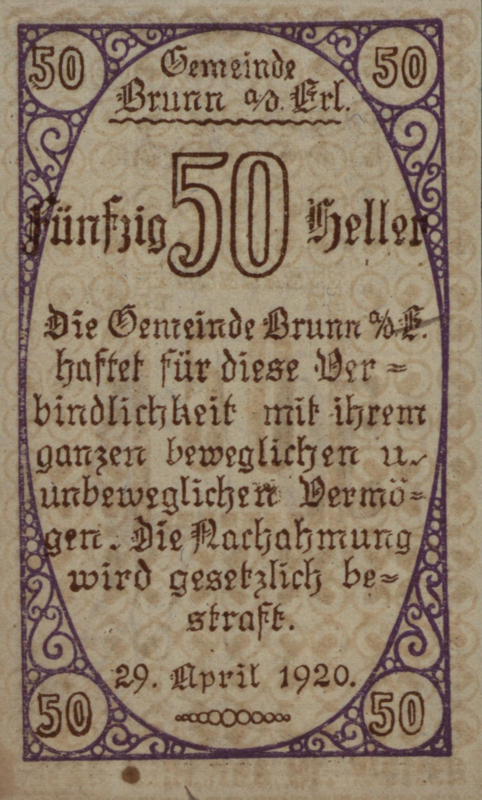 50 50
Gemeinde
Brunn a/d. Erl.
Fünfzig 50 Heller
Die Gemeinde Brunn a/d E.
haftet für diese Ver=
bindlichkeit mit ihrem
ganzen beweglichen u.
unbeweglichen Vermö=
gen. Die Nachahmung
wird gesetzlich be=
straft.
29. April 1920.
50 50